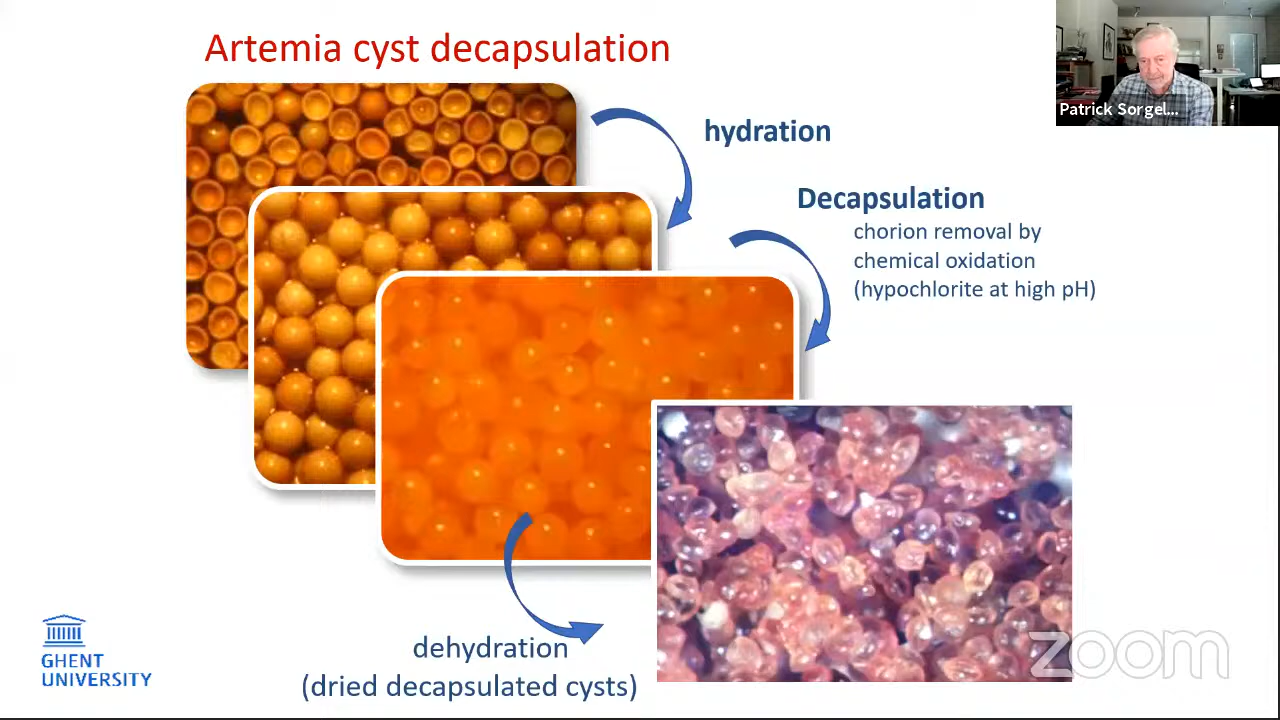 Artemia cyst decapsulation
Patrick Sorgel...
hydration
Decapsulation
chorion removal by
chemical oxidation
(hypochlorite at high pH)
dehydration
(dried decapsulated cysts)
GHENT
UNIVERSITY
zoom